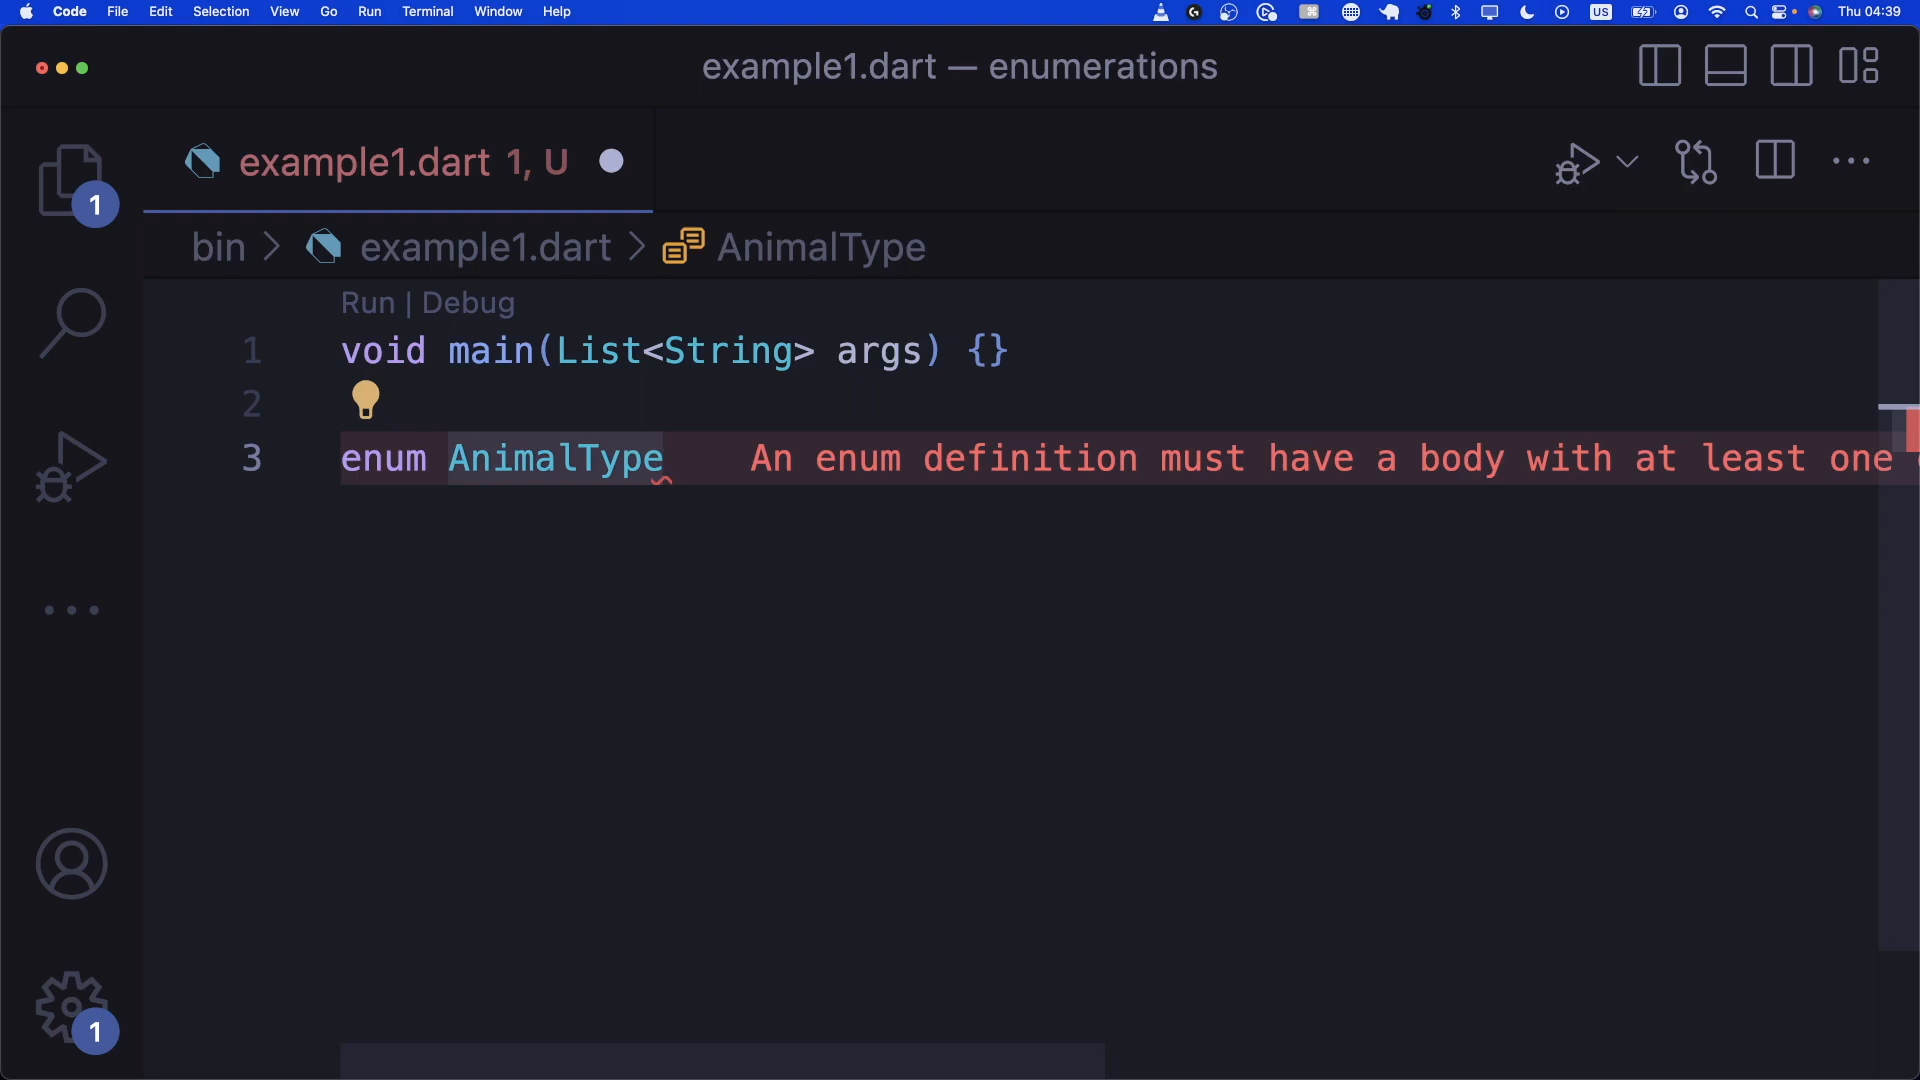 Code File Edit Selection View Go Run Terminal Window Help US Thu 04:39
example1.dart — enumerations
example1.dart 1, U
1
bin > example1.dart > AnimalType
Run | Debug
1 void main(List<String> args) {}
2
3 enum AnimalType An enum definition must have a body with at least one
1